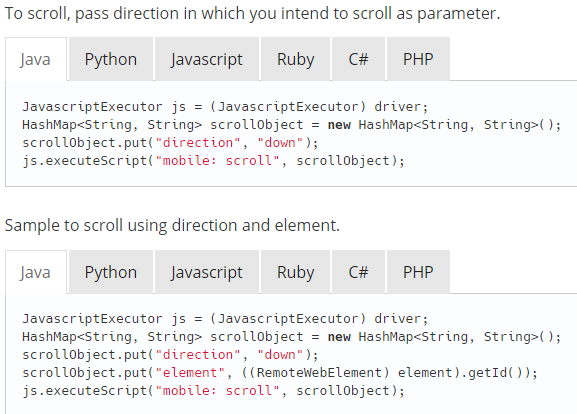 To scroll, pass direction in which you intend to scroll as parameter.
Java Python Javascript Ruby C# PHP
JavascriptExecutor js = (JavascriptExecutor) driver;
HashMap<String, String> scrollObject = new HashMap<String, String>();
scrollObject.put("direction", "down");
js.executeScript("mobile: scroll", scrollObject);
Sample to scroll using direction and element.
Java Python Javascript Ruby C# PHP
JavascriptExecutor js = (JavascriptExecutor) driver;
HashMap<String, String> scrollObject = new HashMap<String, String>();
scrollObject.put("direction", "down");
scrollObject.put("element", ((RemoteWebElement) element).getId());
js.executeScript("mobile: scroll", scrollObject);